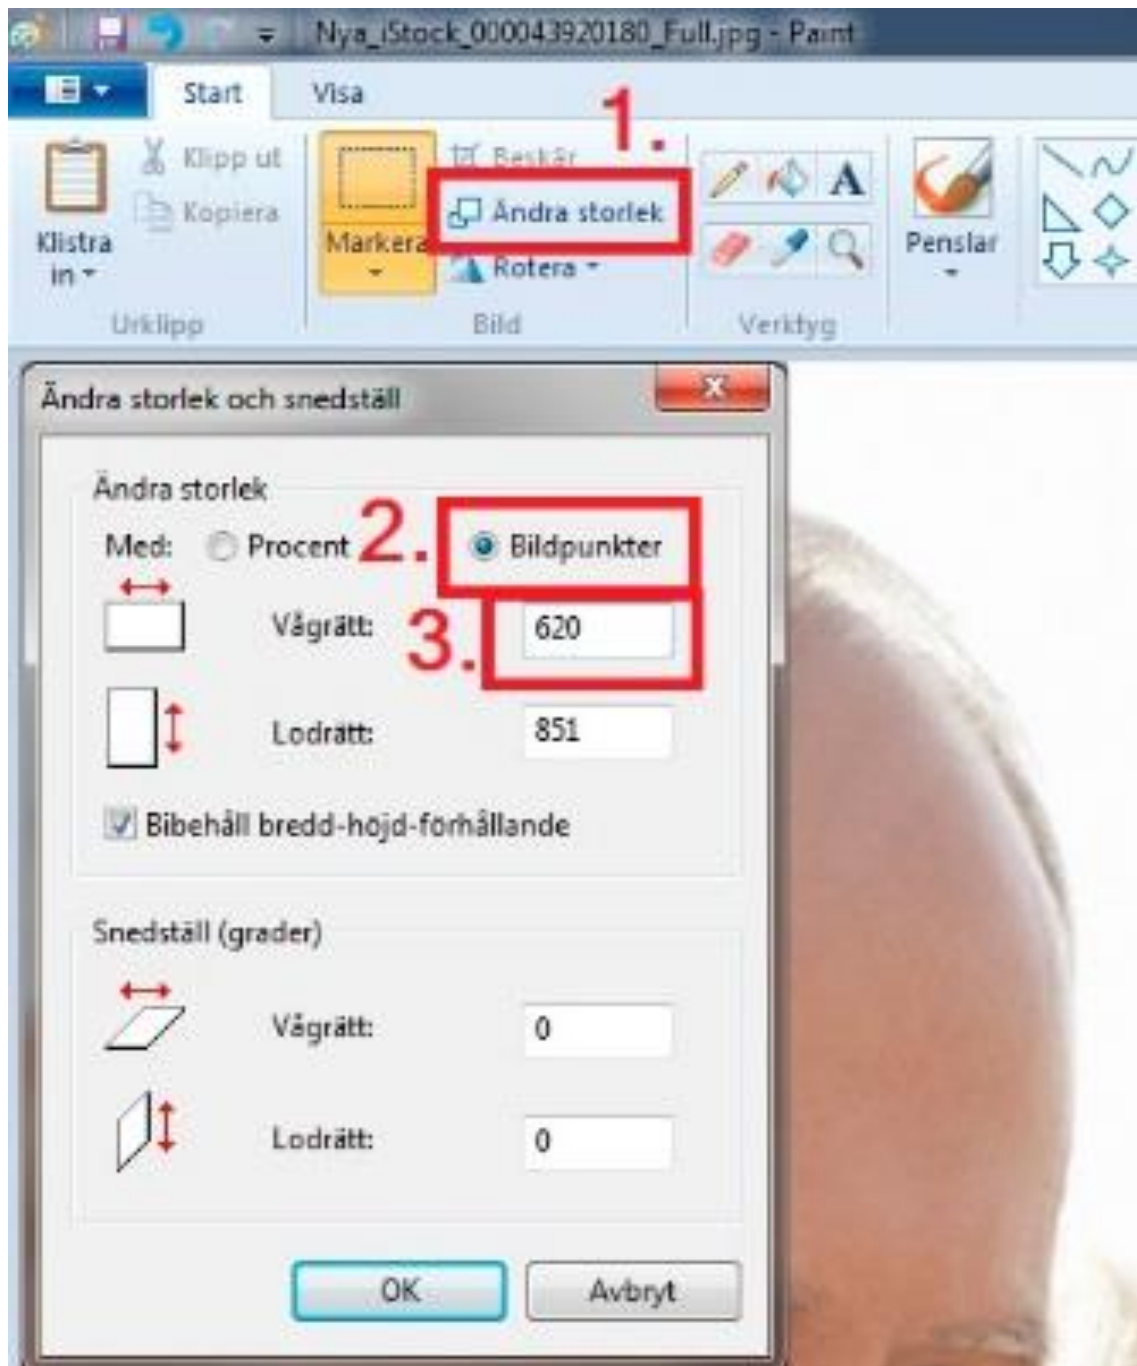 Nya_iStock_000043920180_Full.jpg - Paint
Start Visa
1.
Klipp ut
Beskär
Kopiera
Ändra storlek
A
Klistra in
Markera
Rotera
Penslar
Urklipp
Bild
Verktyg
Ändra storlek och snedställ
Ändra storlek
Med: Procent 2. Bildpunkter
Vågrätt: 3. 620
Lodrätt: 851
Bibehåll bredd-höjd-förhållande
Snedställ (grader)
Vågrätt: 0
Lodrätt: 0
OK Avbryt